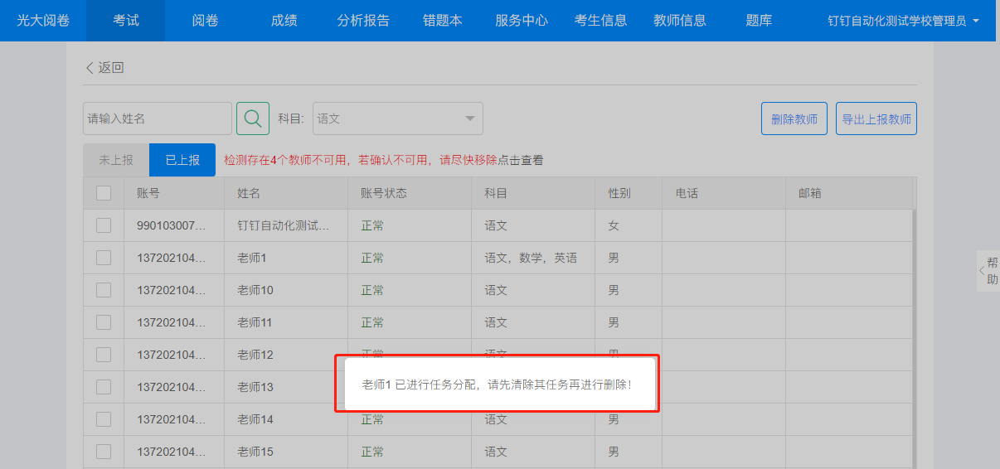 光大阅卷 考试 阅卷 成绩 分析报告 错题本 服务中心 考生信息 教师信息 题库 钉钉自动化测试学校管理员
返回
请输入姓名 科目: 语文 删除教师 导出上报教师
未上报 已上报 检测存在4个教师不可用，若确认不可用，请尽快移除点击查看
账号 姓名 账号状态 科目 性别 电话 邮箱
990103007... 钉钉自动化测试... 正常 语文 女
137202104... 老师1 正常 语文，数学，英语 男
137202104... 老师10 正常 语文 男
137202104... 老师11 正常 语文 男
137202104... 老师12 正常 语文 男
137202104... 老师13
老师1 已进行任务分配，请先清除其任务再进行删除！
137202104... 老师14 正常 语文 男
137202104... 老师15 正常 语文 男
帮
助